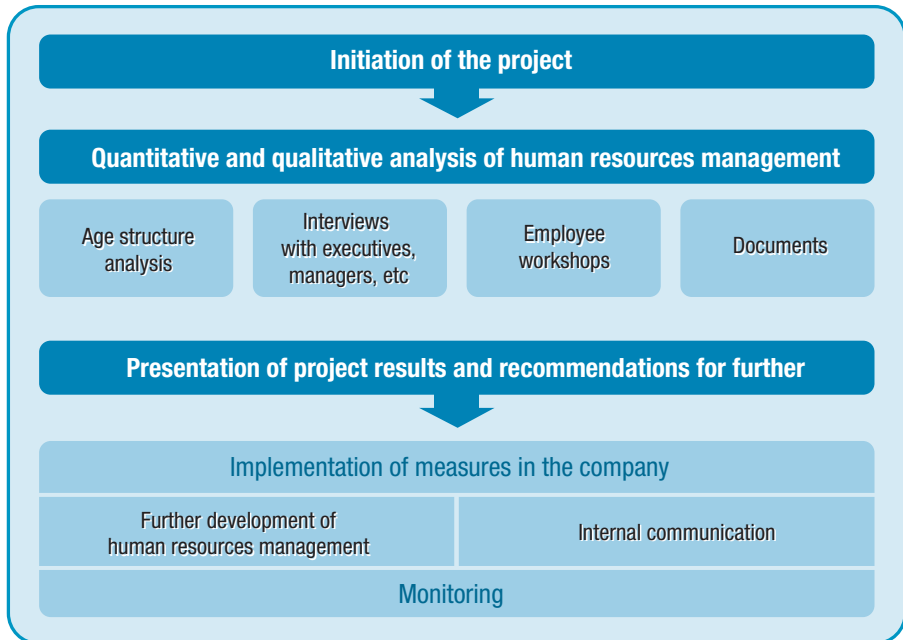 Initiation of the project
Quantitative and qualitative analysis of human resources management
Age structure
analysis
Interviews
with executives,
managers, etc
Employee
workshops
Documents
Presentation of project results and recommendations for further
Implementation of measures in the company
Further development of
human resources management
Internal communication
Monitoring